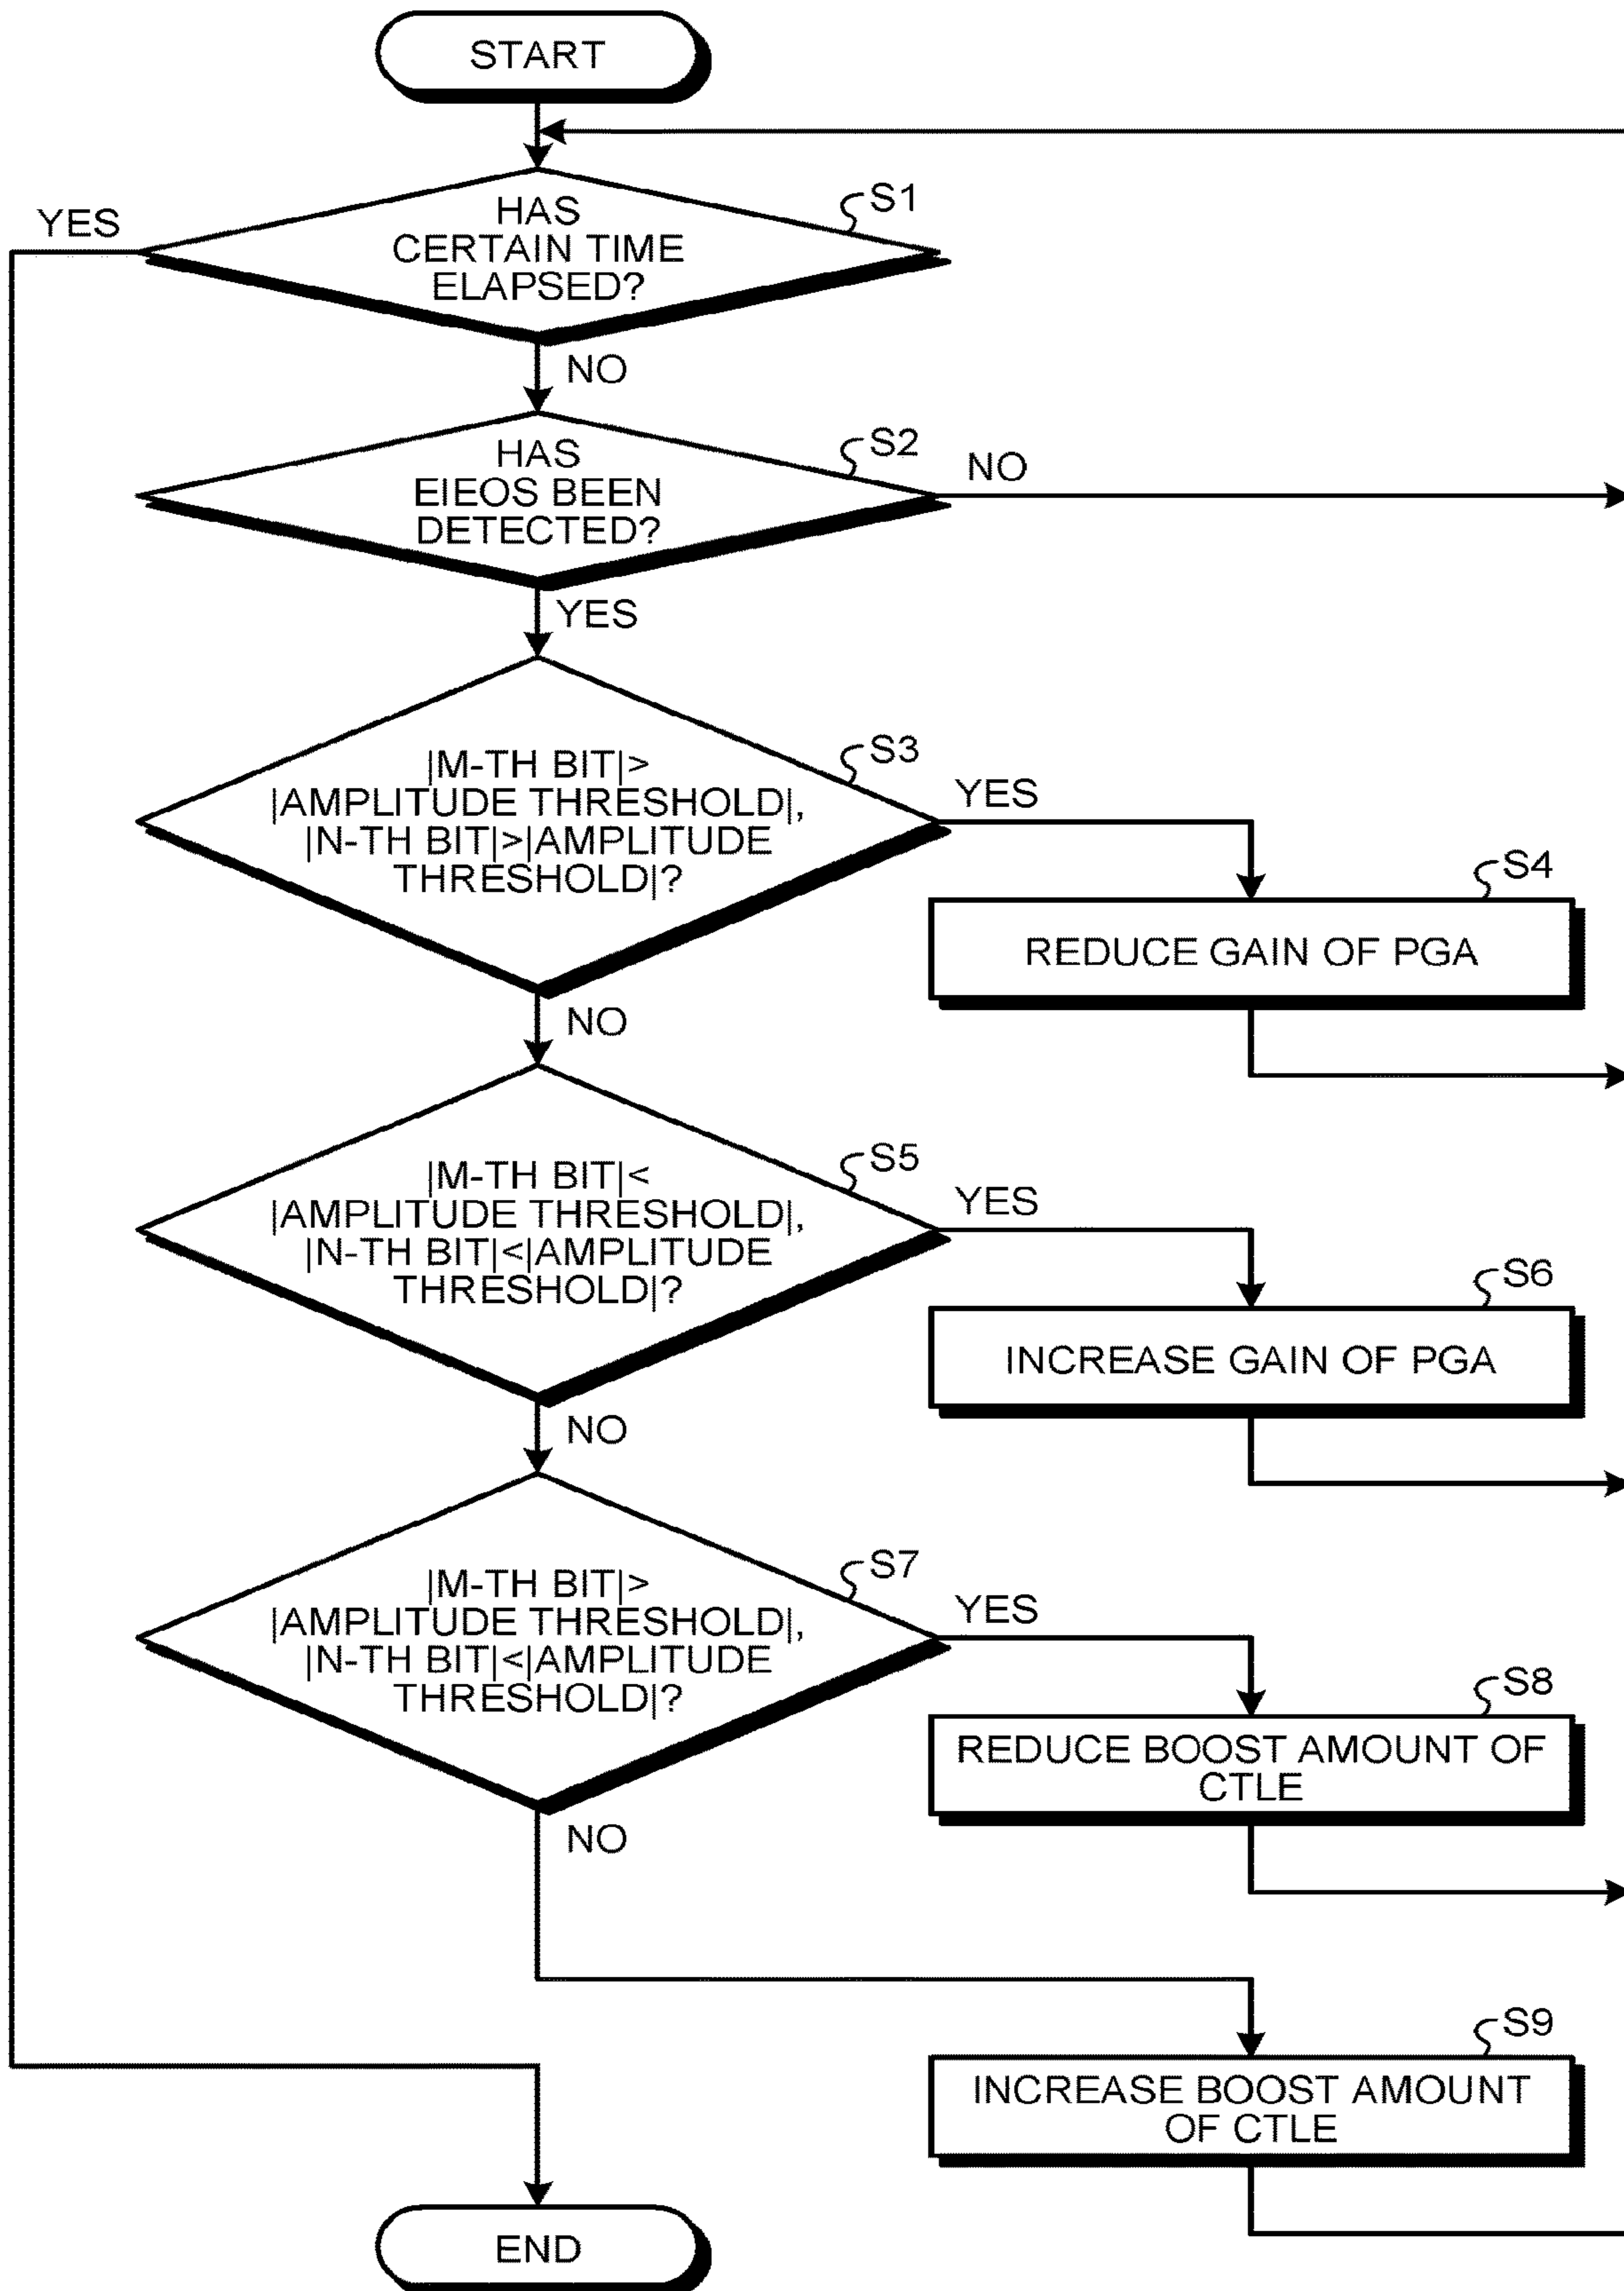 START
HAS
CERTAIN TIME
ELAPSED?
S1
YES
NO
HAS
EIEOS BEEN
DETECTED?
S2
NO
YES
|M-TH BIT|>
|AMPLITUDE THRESHOLD|,
|N-TH BIT|>|AMPLITUDE
THRESHOLD|?
S3
YES
S4
REDUCE GAIN OF PGA
NO
|M-TH BIT|<
|AMPLITUDE THRESHOLD|,
|N-TH BIT|<|AMPLITUDE
THRESHOLD|?
S5
YES
S6
INCREASE GAIN OF PGA
NO
|M-TH BIT|>
|AMPLITUDE THRESHOLD|,
|N-TH BIT|<|AMPLITUDE
THRESHOLD|?
S7
YES
S8
REDUCE BOOST AMOUNT OF
CTLE
NO
S9
INCREASE BOOST AMOUNT
OF CTLE
END